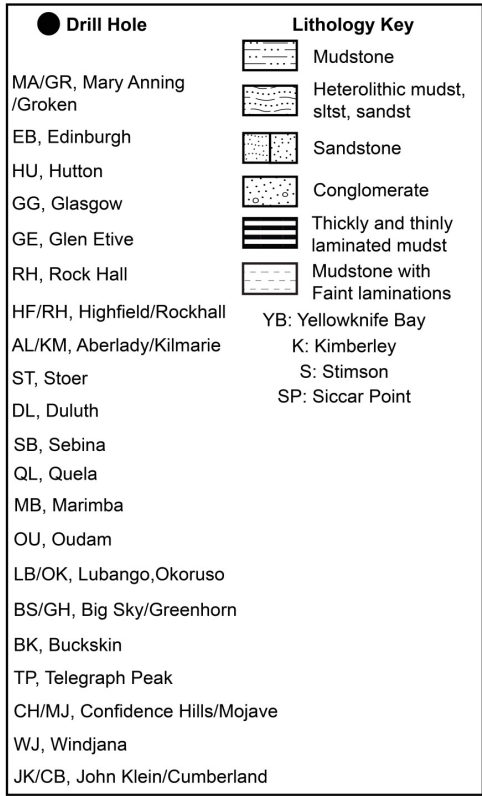 Drill Hole
MA/GR, Mary Anning
/Groken
EB, Edinburgh
HU, Hutton
GG, Glasgow
GE, Glen Etive
RH, Rock Hall
HF/RH, Highfield/Rockhall
AL/KM, Aberlady/Kilmarie
ST, Stoer
DL, Duluth
SB, Sebina
QL, Quela
MB, Marimba
OU, Oudam
LB/OK, Lubango,Okoruso
BS/GH, Big Sky/Greenhorn
BK, Buckskin
TP, Telegraph Peak
CH/MJ, Confidence Hills/Mojave
WJ, Windjana
JK/CB, John Klein/Cumberland
Lithology Key
Mudstone
Heterolithic mudst,
sltst, sandst
Sandstone
Conglomerate
Thickly and thinly
laminated mudst
Mudstone with
Faint laminations
YB: Yellowknife Bay
K: Kimberley
S: Stimson
SP: Siccar Point